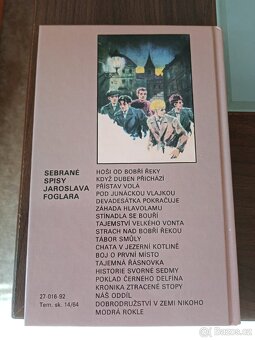 SEBRANÉ
SPISY
JAROSLAVA
FOGLARA
HOŠI OD BOBŘÍ ŘEKY
KDYŽ DUBEN PŘICHÁZÍ
PŘÍSTAV VOLÁ
POD JUNÁCKOU VLAJKOU
DEVADESÁTKA POKRAČUJE
ZÁHADA HLAVOLAMU
STÍNADLA SE BOUŘÍ
TAJEMSTVÍ VELKÉHO VONTA
STRACH NAD BOBŘÍ ŘEKOU
TÁBOR SMŮLY
CHATA V JEZERNÍ KOTLINĚ
BOJ O PRVNÍ MÍSTO
TAJEMNÁ ŘÁSNOVKA
HISTORIE SVORNÉ SEDMY
POKLAD ČERNÉHO DELFÍNA
KRONIKA ZTRACENÉ STOPY
NÁŠ ODDÍL
DOBRODRUŽSTVÍ V ZEMI NIKOHO
MODRÁ ROKLE
27 016 92
Tem. sk. 14/64
sbazos.cz